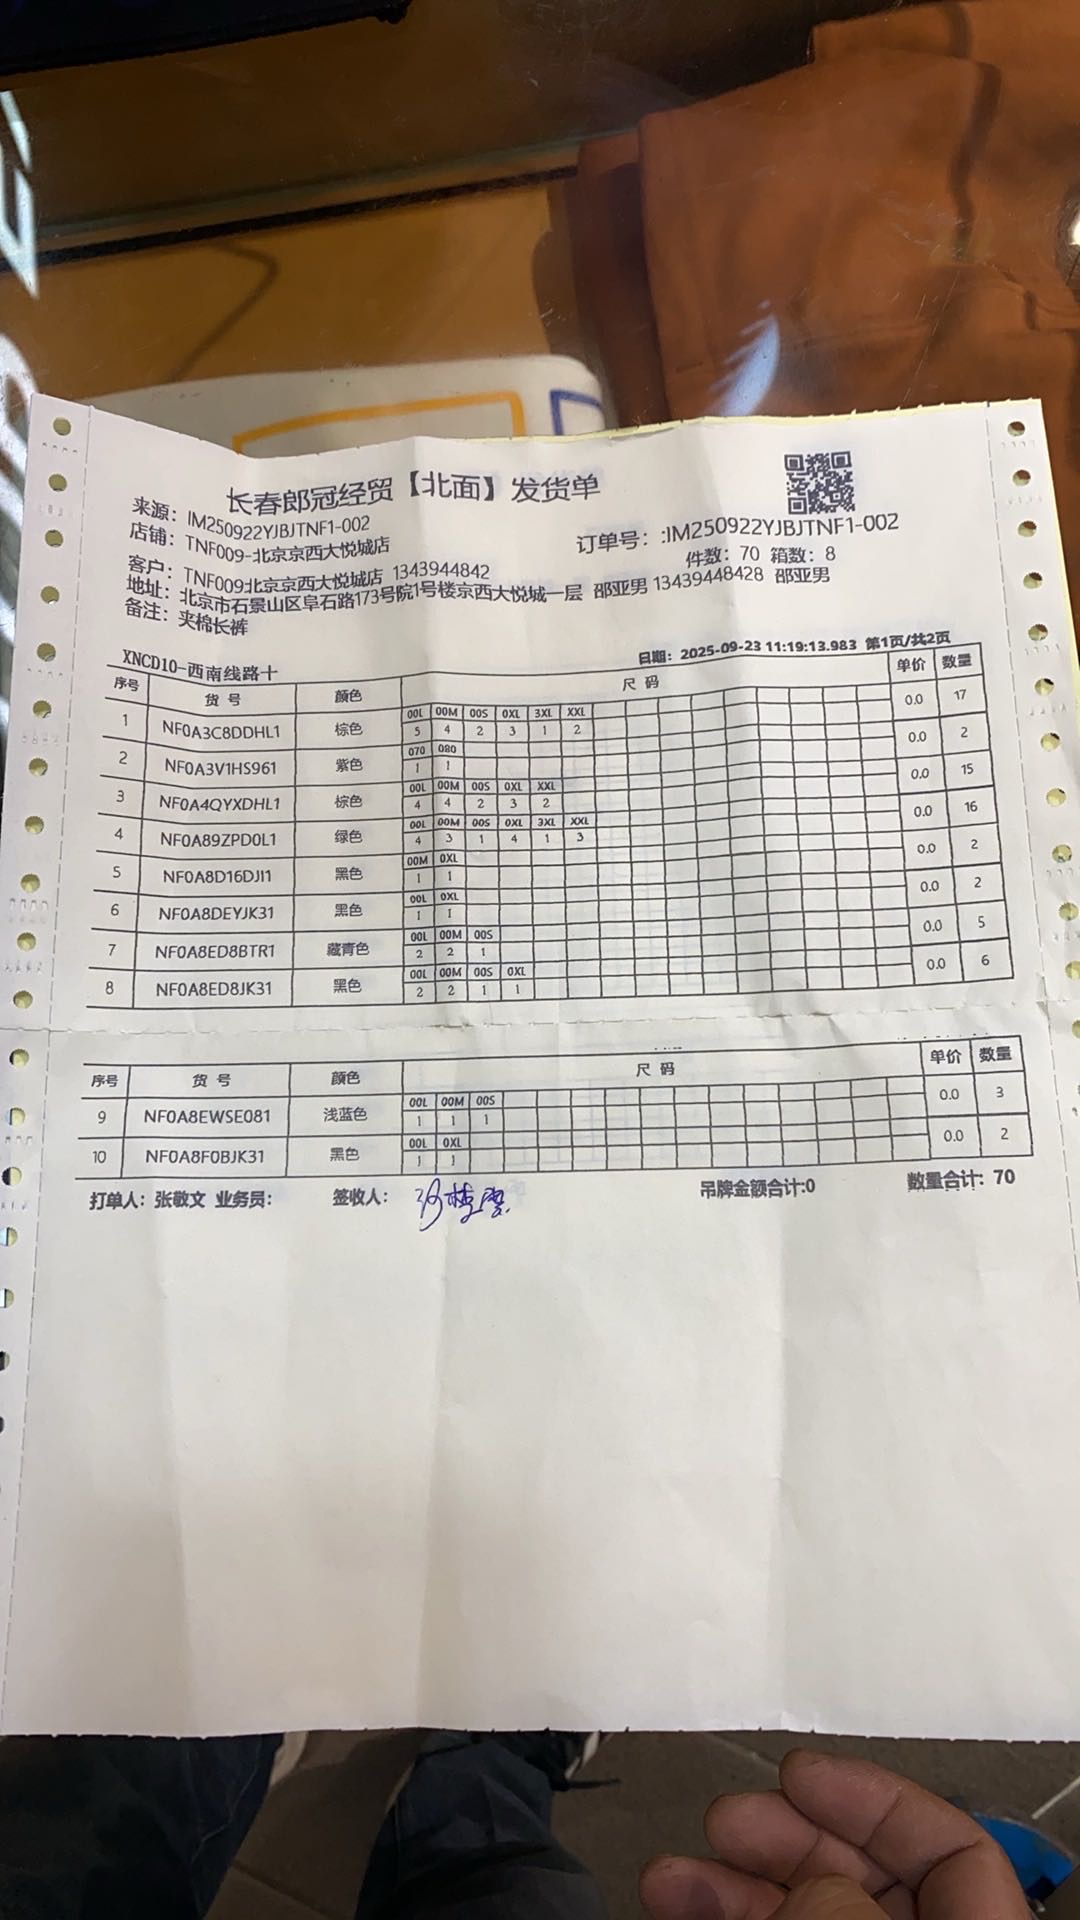 长春郎冠经贸【北面】发货单
来源：IM250922YJBJTNF1-002
订单号：:IM250922YJBJTNF1-002
店铺：TNF009-北京京西大悦城店
件数：70 箱数：8
客户：TNF009北京京西大悦城店 1343944842
地址：北京市石景山区阜石路173号院1号楼京西大悦城一层 邵亚男 13439448428 邵亚男
备注：夹棉长裤
XNCD10-西南线路十
日期：2025-09-23 11:19:13.983 第1页/共2页
序号 货号 颜色 尺码 单价 数量
00L 00M 00S 0XL 3XL XXL
1 NF0A3C8DDHL1 棕色 5 4 2 3 1 2 0.0 17
070 080
2 NF0A3V1HS961 紫色 1 1 0.0 2
00L 00M 00S 0XL XXL
3 NF0A4QYXDHL1 棕色 4 4 2 3 2 0.0 15
00L 00M 00S 0XL 3XL XXL
4 NF0A89ZPD0L1 绿色 4 3 1 4 1 3 0.0 16
00M 0XL
5 NF0A8D16DJI1 黑色 1 1 0.0 2
00L 0XL
6 NF0A8DEYJK31 黑色 1 1 0.0 2
00L 00M 00S
7 NF0A8ED8BTR1 藏青色 2 2 1 0.0 5
00L 00M 00S 0XL
8 NF0A8ED8JK31 黑色 2 2 1 1 0.0 6
序号 货号 颜色 尺码 单价 数量
00L 00M 00S
9 NF0A8EWSE081 浅蓝色 1 1 1 0.0 3
00L 0XL
10 NF0A8F0BJK31 黑色 1 1 0.0 2
打单人：张敬文 业务员： 签收人： 吊牌金额合计:0 数量合计：70